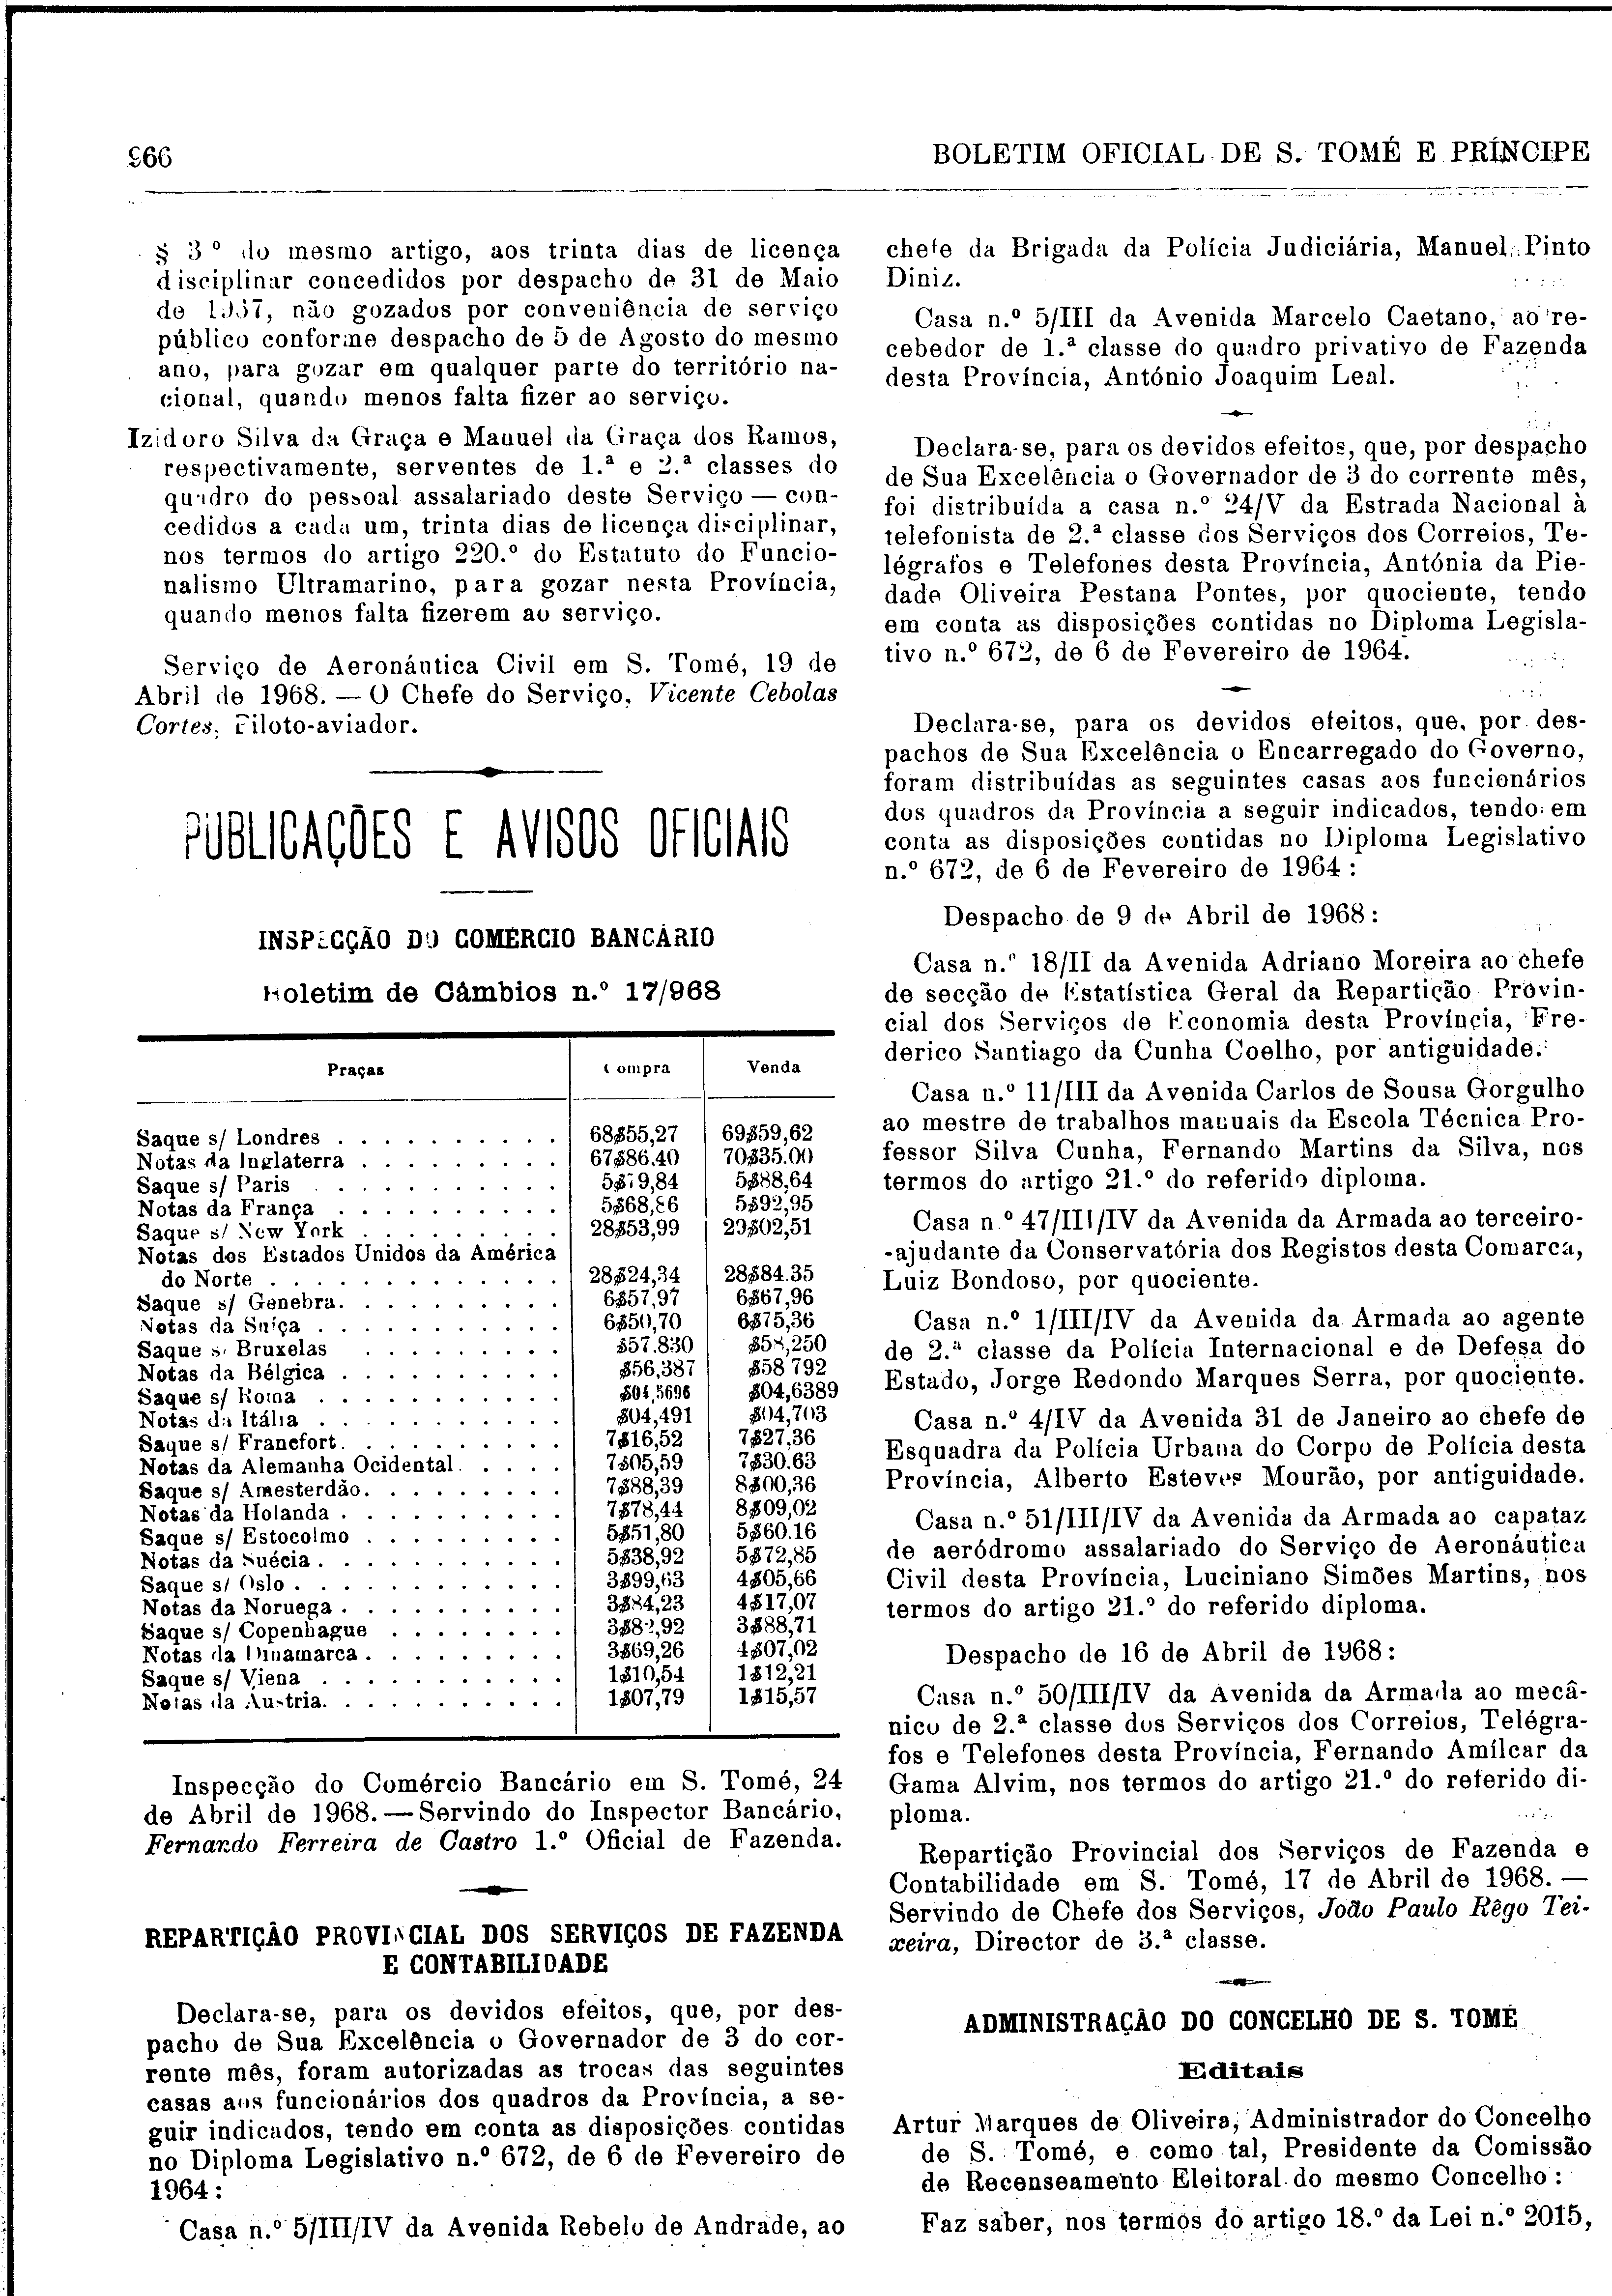 966
BOLETIM OFICIAL DE S. TOMÉ E PRÍNCIPE
§ 3.º do mesmo artigo, aos trinta dias de licença
disciplinar concedidos por despacho de 31 de Maio
de 1967, não gozados por conveniência de serviço
público conforme despacho de 5 de Agosto do mesmo
ano, para gozar em qualquer parte do território na-
cional, quando menos falta fizer ao serviço.
Izidoro Silva da Graça e Manuel da Graça dos Ramos,
respectivamente, serventes de 1.ª e 2.ª classes do
quadro do pessoal assalariado deste Serviço — con-
cedidos a cada um, trinta dias de licença disciplinar,
nos termos do artigo 220.º do Estatuto do Funcio-
nalismo Ultramarino, para gozar nesta Província,
quando menos falta fizerem ao serviço.
Serviço de Aeronáutica Civil em S. Tomé, 19 de
Abril de 1968. — O Chefe do Serviço, Vicente Cebolas
Cortes, Piloto-aviador.
PUBLICAÇÕES E AVISOS OFICIAIS
INSPECÇÃO DO COMÉRCIO BANCÁRIO
Boletim de Câmbios n.º 17/968
Praças Compra Venda
Saque s/ Londres . . . . . . . . . . 68$55,27 69$59,62
Notas da Inglaterra . . . . . . . . . 67$86,40 70$35,00
Saque s/ Paris . . . . . . . . . . . 5$79,84 5$88,64
Notas da França . . . . . . . . . . 5$68,86 5$92,95
Saque s/ New York . . . . . . . . . 28$53,99 29$02,51
Notas dos Estados Unidos da América
do Norte . . . . . . . . . . . . . 28$24,34 28$84.35
Saque s/ Genebra. . . . . . . . . . 6$57,97 6$67,96
Notas da Suíça . . . . . . . . . . . 6$50,70 6$75,36
Saque s/ Bruxelas . . . . . . . . . $57.830 $58,250
Notas da Bélgica . . . . . . . . . . $56,387 $58 792
Saque s/ Roma . . . . . . . . . . . $04,5696 $04,6389
Notas da Itália . . . . . . . . . . . $04,491 $04,703
Saque s/ Francfort. . . . . . . . . . 7$16,52 7$27,36
Notas da Alemanha Ocidental. . . . . 7$05,59 7$30.63
Saque s/ Amesterdão. . . . . . . . . 7$88,39 8$00,36
Notas da Holanda . . . . . . . . . . 7$78,44 8$09,02
Saque s/ Estocolmo . . . . . . . . . 5$51,80 5$60.16
Notas da Suécia . . . . . . . . . . . 5$38,92 5$72,85
Saque s/ Oslo . . . . . . . . . . . . 3$99,63 4$05,66
Notas da Noruega . . . . . . . . . . 3$84,23 4$17,07
Saque s/ Copenhague . . . . . . . . 3$88,71
Notas da Dinamarca . . . . . . . . . 3$69,26 4$07,02
Saque s/ Viena . . . . . . . . . . . 1$10,54 1$12,21
Notas da Áustria. . . . . . . . . . . 1$07,79 1$15,57
Inspecção do Comércio Bancário em S. Tomé, 24
de Abril de 1968. — Servindo do Inspector Bancário,
Fernando Ferreira de Castro 1.º Oficial de Fazenda.
REPARTIÇÃO PROVINCIAL DOS SERVIÇOS DE FAZENDA
E CONTABILIDADE
Declara-se, para os devidos efeitos, que, por des-
pacho de Sua Excelência o Governador de 3 do cor-
rente mês, foram autorizadas as trocas das seguintes
casas aos funcionários dos quadros da Província, a se-
guir indicados, tendo em conta as disposições contidas
no Diploma Legislativo n.º 672, de 6 de Fevereiro de
1964 :
Casa n.º 5/III/IV da Avenida Rebelo de Andrade, ao
chefe da Brigada da Polícia Judiciária, Manuel Pinto
Diniz.
Casa n.º 5/III da Avenida Marcelo Caetano, ao re-
cebedor de 1.ª classe do quadro privativo de Fazenda
desta Província, António Joaquim Leal.
Declara-se, para os devidos efeitos, que, por despacho
de Sua Excelência o Governador de 3 do corrente mês,
foi distribuída a casa n.º 24/V da Estrada Nacional à
telefonista de 2.ª classe dos Serviços dos Correios, Te-
légrafos e Telefones desta Província, Antónia da Pie-
dade Oliveira Pestana Pontes, por quociente, tendo
em conta as disposições contidas no Diploma Legisla-
tivo n.º 672, de 6 de Fevereiro de 1964.
Declara-se, para os devidos efeitos, que, por des-
pachos de Sua Excelência o Encarregado do Governo,
foram distribuídas as seguintes casas aos funcionários
dos quadros da Província a seguir indicados, tendo em
conta as disposições contidas no Diploma Legislativo
n.º 672, de 6 de Fevereiro de 1964 :
Despacho de 9 de Abril de 1968 :
Casa n.º 18/II da Avenida Adriano Moreira ao chefe
de secção de Estatística Geral da Repartição Provin-
cial dos Serviços de Economia desta Província, Fre-
derico Santiago da Cunha Coelho, por antiguidade.
Casa n.º 11/III da Avenida Carlos de Sousa Gorgulho
ao mestre de trabalhos manuais da Escola Técnica Pro-
fessor Silva Cunha, Fernando Martins da Silva, nos
termos do artigo 21.º do referido diploma.
Casa n.º 47/III/IV da Avenida da Armada ao terceiro-
-ajudante da Conservatória dos Registos desta Comarca,
Luiz Bondoso, por quociente.
Casa n.º 1/III/IV da Avenida da Armada ao agente
de 2.ª classe da Polícia Internacional e de Defesa do
Estado, Jorge Redondo Marques Serra, por quociente.
Casa n.º 4/IV da Avenida 31 de Janeiro ao chefe de
Esquadra da Polícia Urbana do Corpo de Polícia desta
Província, Alberto Esteves Mourão, por antiguidade.
Casa n.º 51/III/IV da Avenida da Armada ao capataz
de aeródromo assalariado do Serviço de Aeronáutica
Civil desta Província, Luciniano Simões Martins, nos
termos do artigo 21.º do referido diploma.
Despacho de 16 de Abril de 1968 :
Casa n.º 50/III/IV da Avenida da Armada ao mecâ-
nico de 2.ª classe dos Serviços dos Correios, Telégra-
fos e Telefones desta Província, Fernando Amílcar da
Gama Alvim, nos termos do artigo 21.º do referido di-
ploma.
Repartição Provincial dos Serviços de Fazenda e
Contabilidade em S. Tomé, 17 de Abril de 1968. —
Servindo de Chefe dos Serviços, João Paulo Rêgo Tei-
xeira, Director de 3.ª classe.
ADMINISTRAÇÃO DO CONCELHO DE S. TOMÉ
Editais
Artur Marques de Oliveira, Administrador do Concelho
de S. Tomé, e como tal, Presidente da Comissão
de Recenseamento Eleitoral do mesmo Concelho :
Faz saber, nos termos do artigo 18.º da Lei n.º 2015,